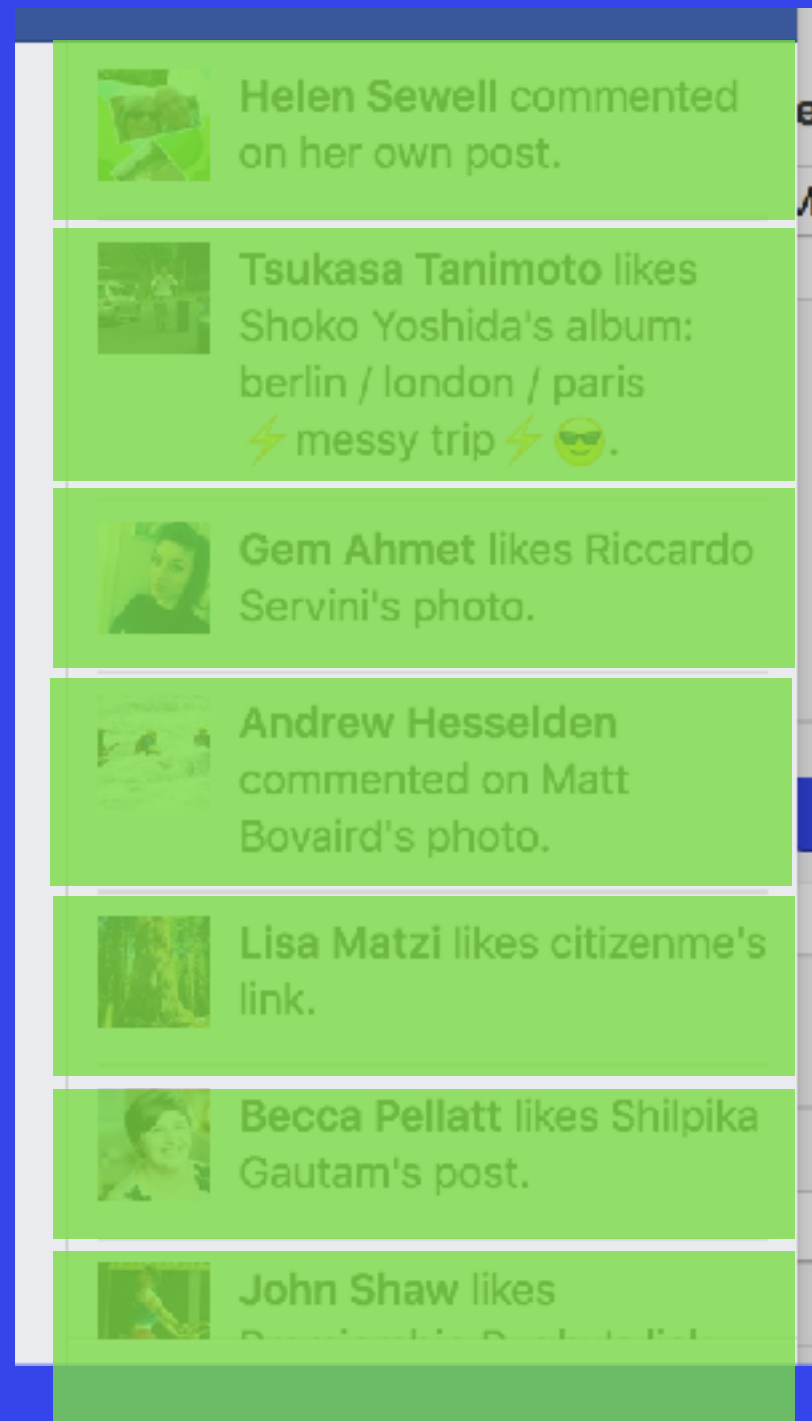 Helen Sewell commented
on her own post.
Tsukasa Tanimoto likes
Shoko Yoshida's album:
berlin / london / paris
⚡messy trip⚡😎.
Gem Ahmet likes Riccardo
Servini's photo.
Andrew Hesselden
commented on Matt
Bovaird's photo.
Lisa Matzi likes citizenme's
link.
Becca Pellatt likes Shilpika
Gautam's post.
John Shaw likes